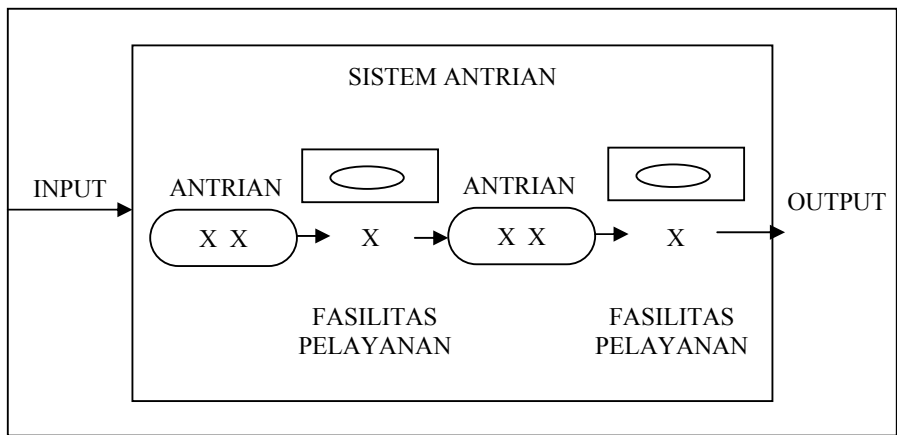 SISTEM ANTRIAN
INPUT
ANTRIAN
X X
X
FASILITAS
PELAYANAN
ANTRIAN
X X
X
FASILITAS
PELAYANAN
OUTPUT